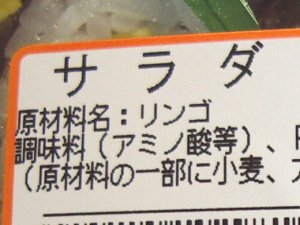 サラダ
原材料名：リンゴ
調味料（アミノ酸等）、
（原材料の一部に小麦、